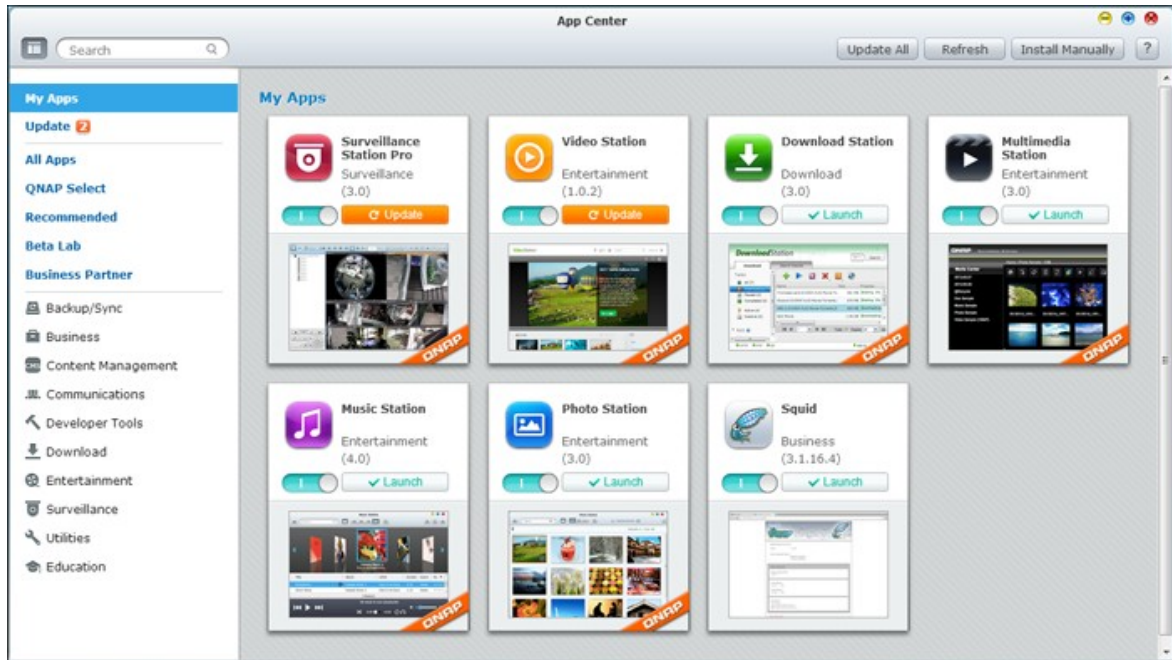 App Center
Search
Update All
Refresh
Install Manually
?
My Apps
Update 2
All Apps
QNAP Select
Recommended
Beta Lab
Business Partner
Backup/Sync
Business
Content Management
Communications
Developer Tools
Download
Entertainment
Surveillance
Utilities
Education
My Apps
Surveillance
Station Pro
Surveillance
(3.0)
Update
QNAP
Video Station
Entertainment
(1.0.2)
Update
QNAP
Download Station
Download
(3.0)
Launch
DownloadStation
QNAP
Multimedia
Station
Entertainment
(3.0)
Launch
QNAP
Music Station
Entertainment
(4.0)
Launch
QNAP
Photo Station
Entertainment
(3.0)
Launch
QNAP
Squid
Business
(3.1.16.4)
Launch